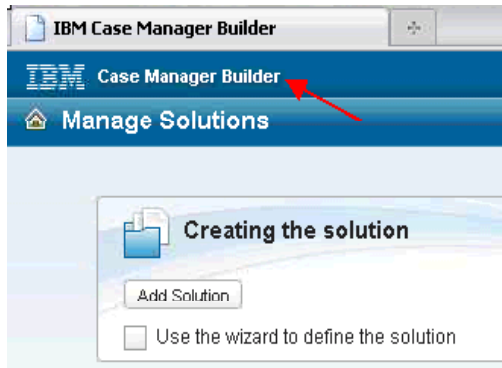 IBM Case Manager Builder
IBM Case Manager Builder
Manage Solutions
Creating the solution
Add Solution
Use the wizard to define the solution